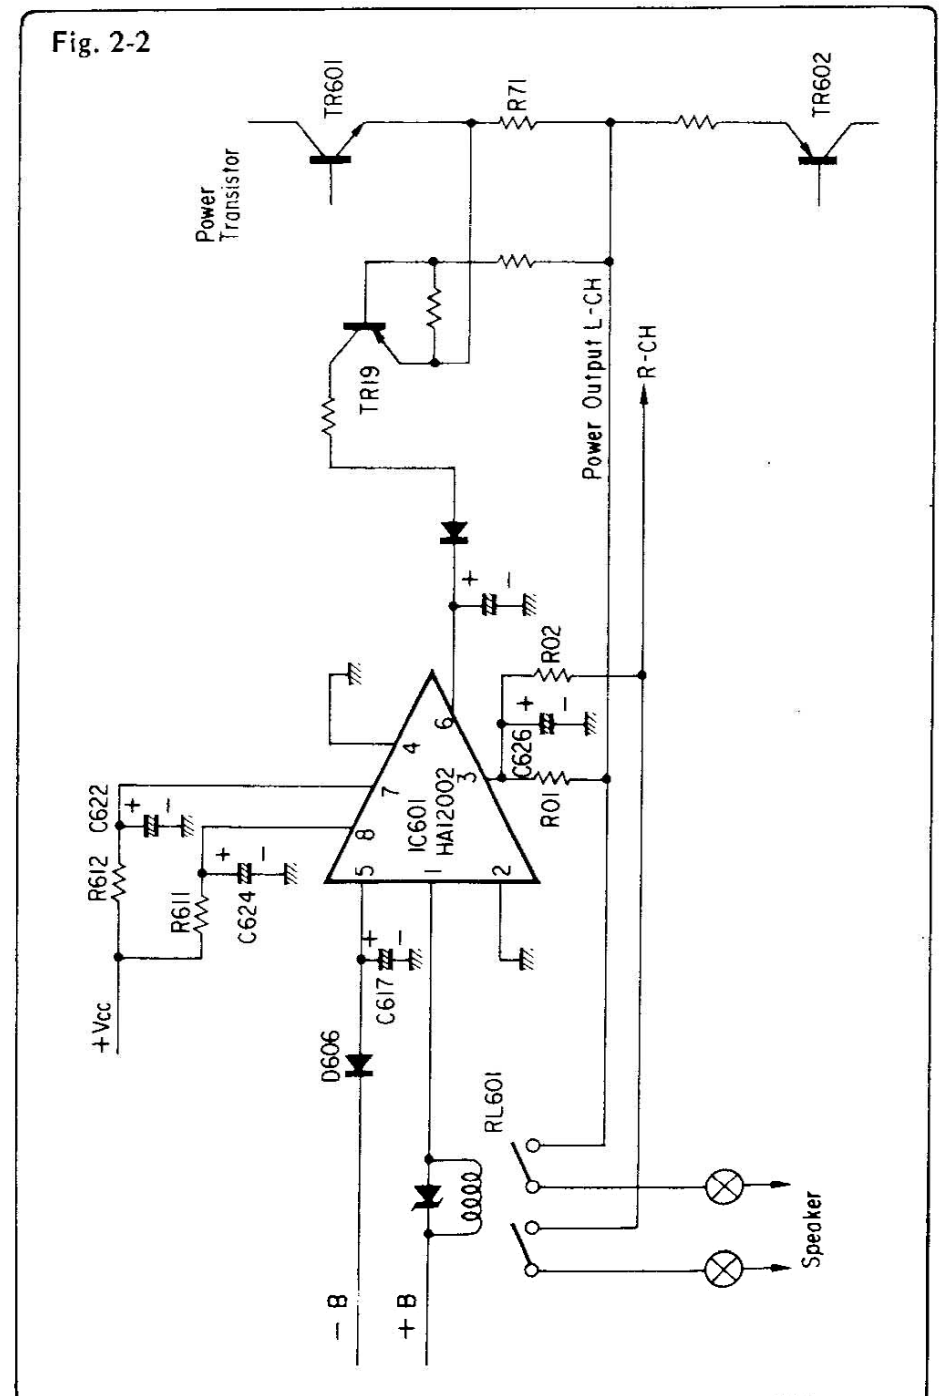 Fig. 2-2
TR601
R71
TR602
Power
Transistor
TR19
Power Output L-CH
R-CH
+
-
R02
+
-
C626
R01
4
6
7
3
8
IC601
HA12002
5
1
2
C622
+
-
R612
R611
+
-
C624
+Vcc
+
-
C617
D606
RL601
- B
+ B
Speaker